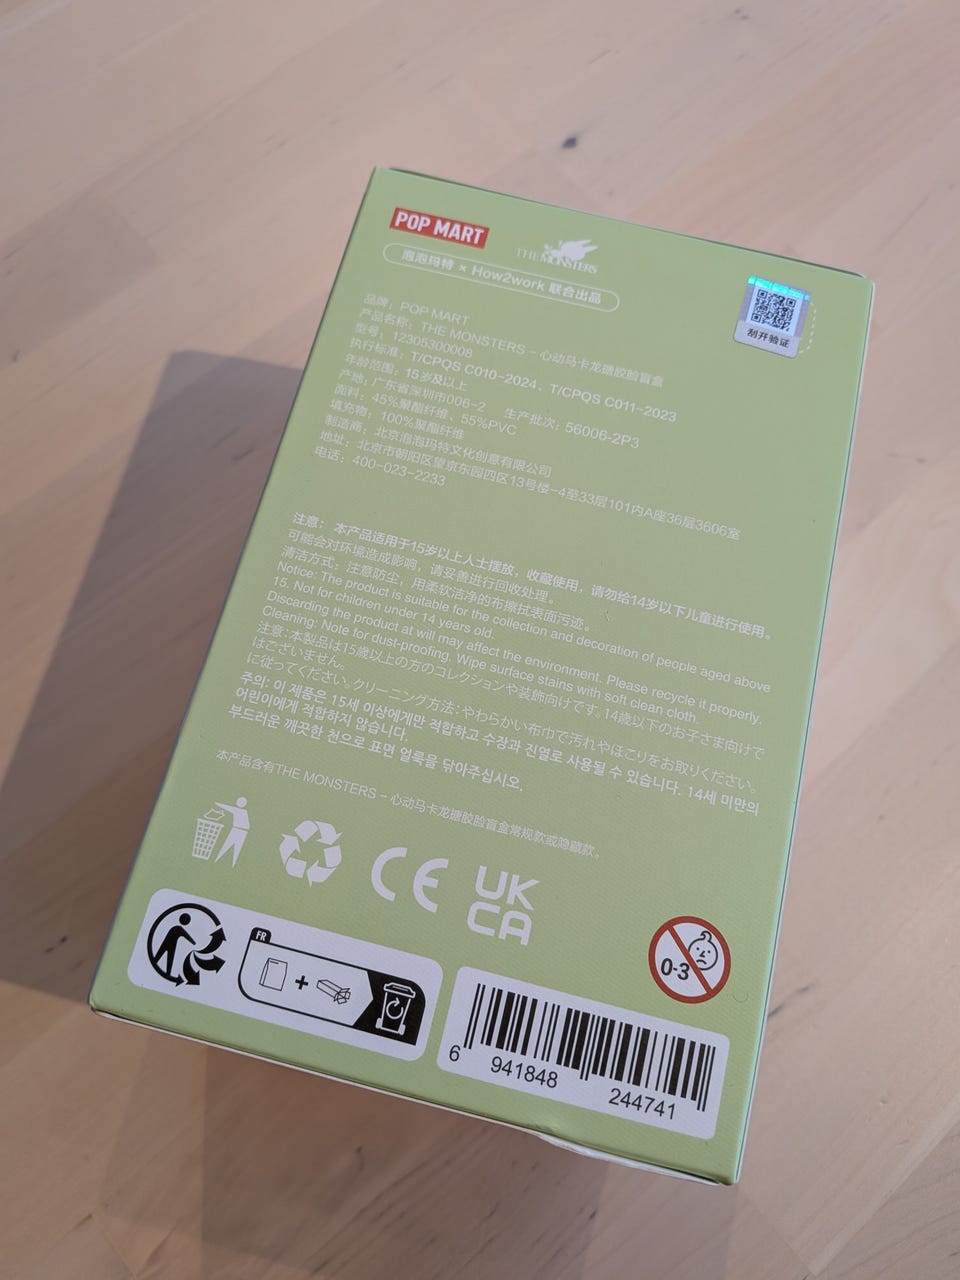 POP MART
THE MONSTERS
泡泡玛特 × How2work 联合出品
刮开验证
品牌：POP MART
产品名称：THE MONSTERS – 心动马卡龙搪胶脸盲盒
型号：12305300008
执行标准：T/CPQS C010-2024、T/CPQS C011-2023
年龄范围：15岁及以上
产地：广东省深圳市006-2 生产批次：56006-2P3
面料：45%聚酯纤维、55%PVC
填充物：100%聚酯纤维
制造商：北京泡泡玛特文化创意有限公司
地址：北京市朝阳区望京东园四区13号楼-4至33层101内A座36层3606室
电话：400-023-2233
注意：本产品适用于15岁以上人士摆放，收藏使用，请勿给14岁以下儿童进行使用。
可能会对环境造成影响，请妥善进行回收处理。
清洁方式：注意防尘，用柔软洁净的布擦拭表面污迹。
Notice: The product is suitable for the collection and decoration of people aged above
15. Not for children under 14 years old.
Discarding the product at will may affect the environment. Please recycle it properly.
Cleaning: Note for dust-proofing. Wipe surface stains with soft clean cloth.
注意：本製品は15歳以上の方のコレクションや装飾向けです。14歳以下のお子さま向けで
はございません。
に従ってください。クリーニング方法：やわらかい布巾で汚れやほこりをお取りください。
주의: 이 제품은 15세 이상에게만 적합하고 수장과 진열로 사용될 수 있습니다. 14세 미만의
어린이에게 적합하지 않습니다.
부드러운 깨끗한 천으로 표면 얼룩을 닦아주십시오.
本产品含有THE MONSTERS – 心动马卡龙搪胶脸盲盒常规款或隐藏款。
CE
UK
CA
FR
+
0-3
6 941848 244741